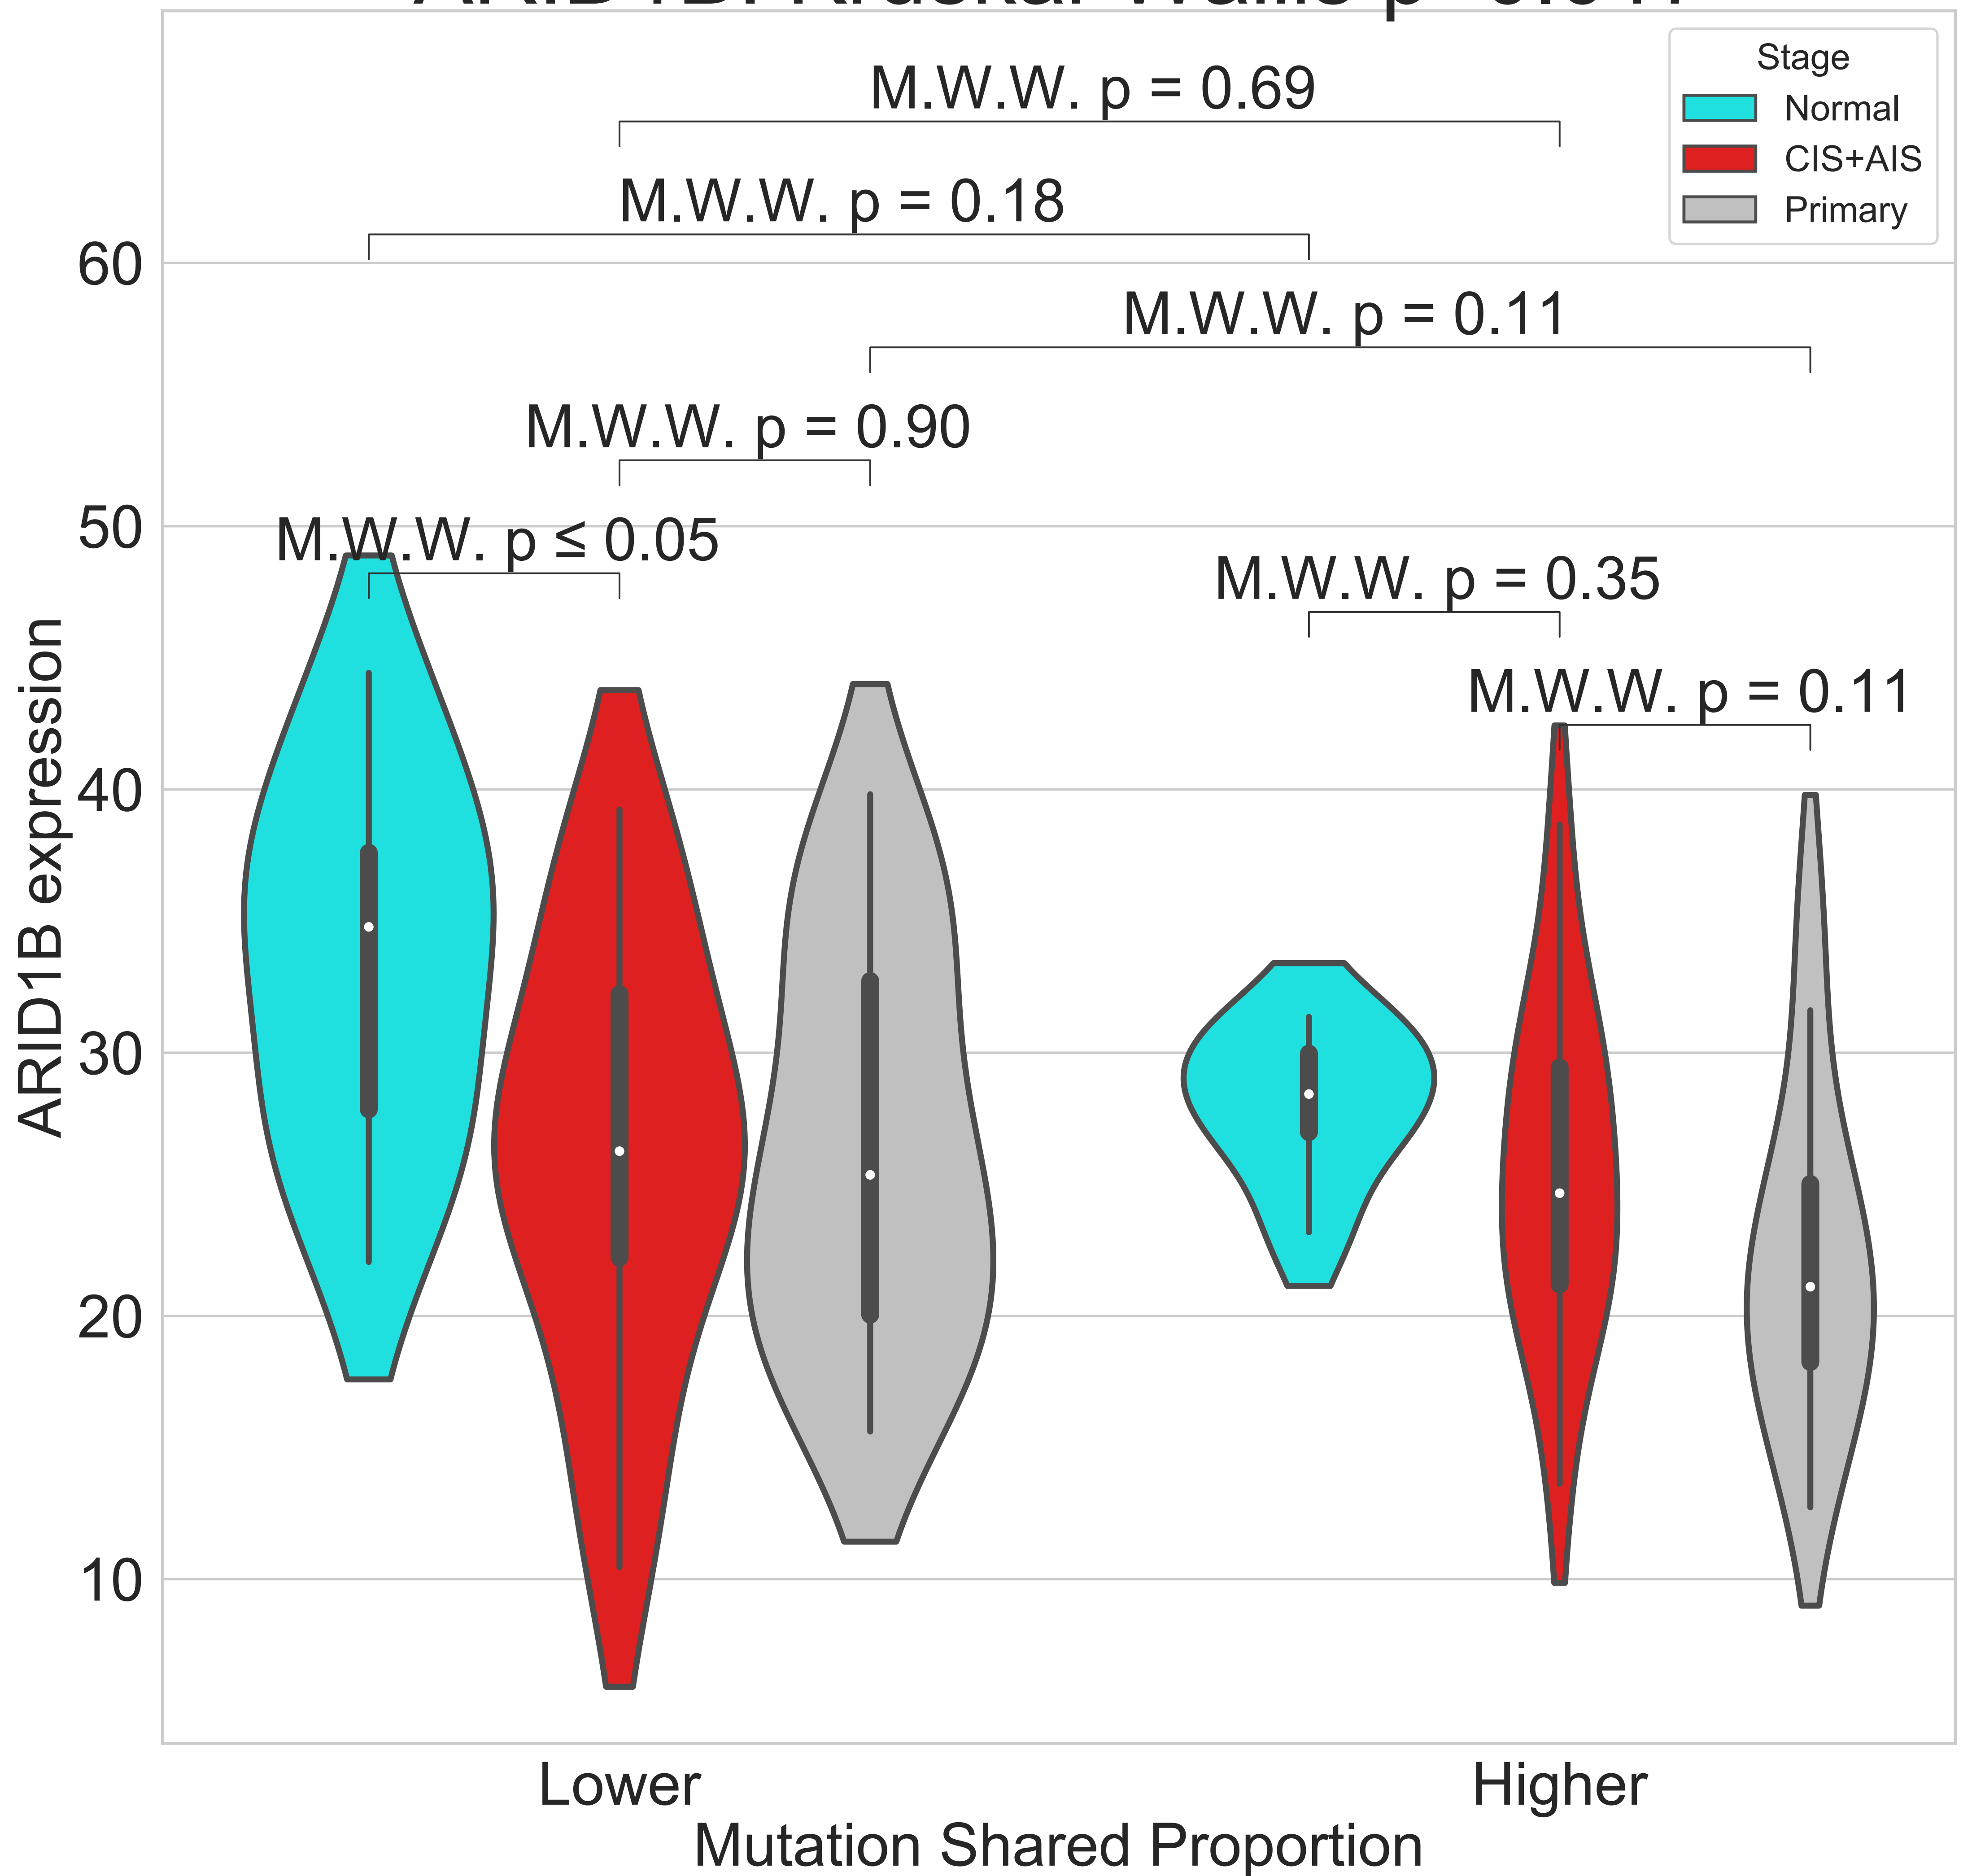 Stage
Normal
CIS+AIS
Primary
M.W.W. p = 0.69
M.W.W. p = 0.18
M.W.W. p = 0.11
M.W.W. p = 0.90
M.W.W. p ≤ 0.05
M.W.W. p = 0.35
M.W.W. p = 0.11
60
50
40
30
20
10
ARID1B expression
Lower
Higher
Mutation Shared Proportion